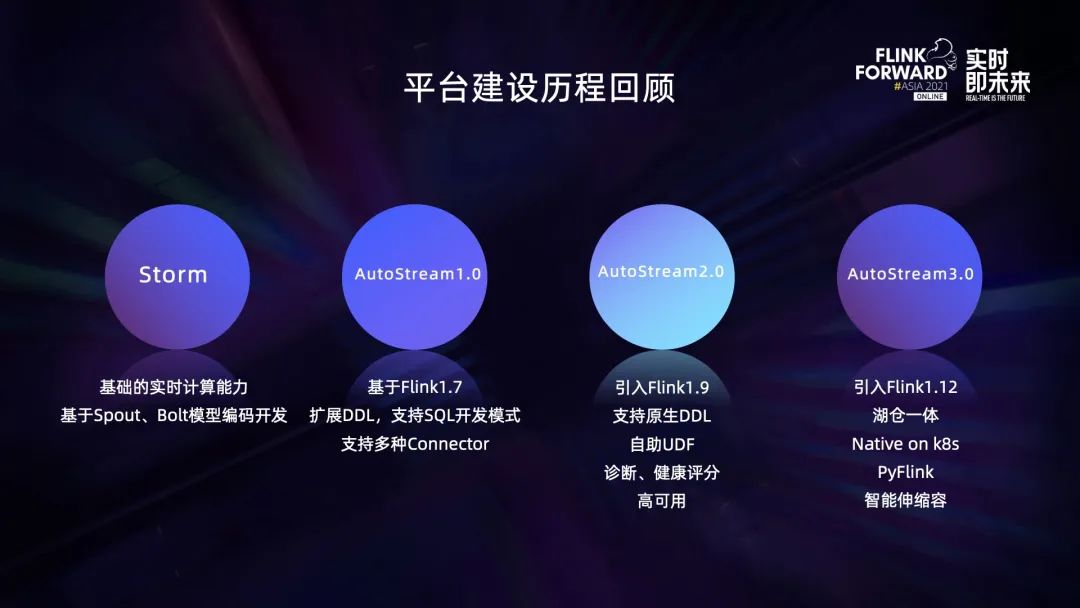 平台建设历程回顾
FLINK
FORWARD
#ASIA 2021
ONLINE
实时
即未来
REAL-TIME IS THE FUTURE
Storm
基础的实时计算能力
基于Spout、Bolt模型编码开发
AutoStream1.0
基于Flink1.7
扩展DDL，支持SQL开发模式
支持多种Connector
AutoStream2.0
引入Flink1.9
支持原生DDL
自助UDF
诊断、健康评分
高可用
AutoStream3.0
引入Flink1.12
湖仓一体
Native on k8s
PyFlink
智能伸缩容